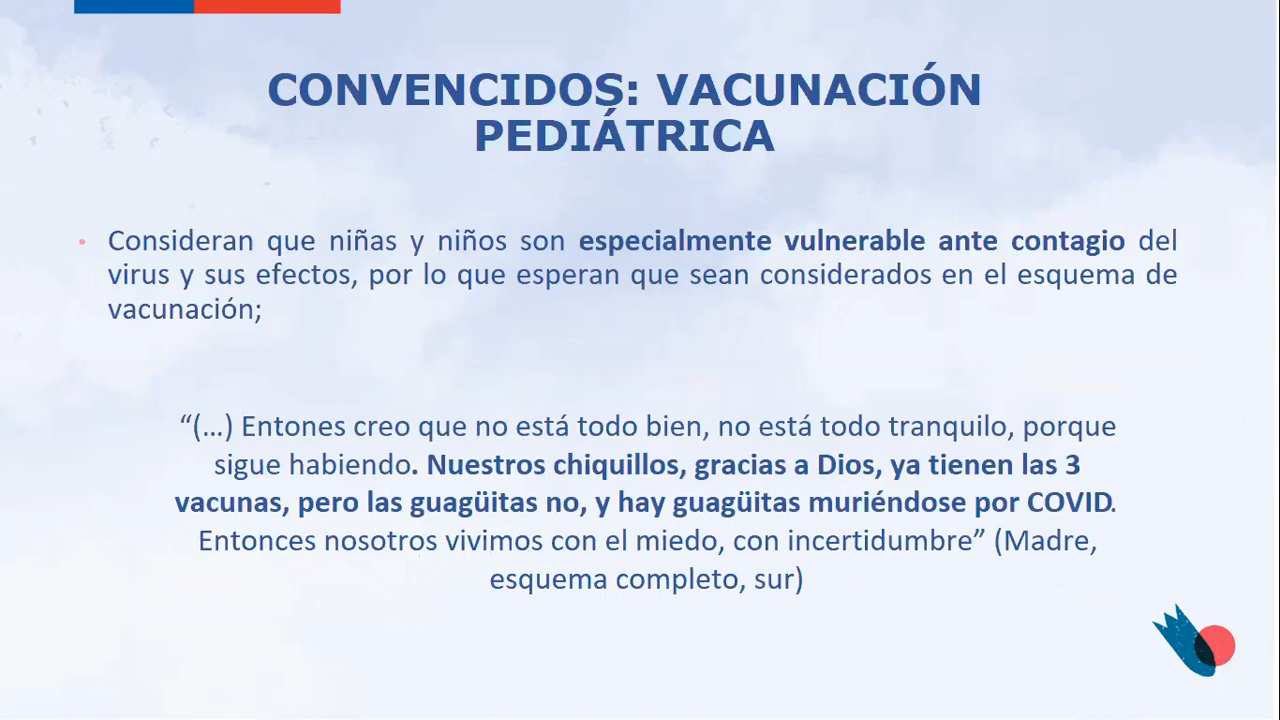 CONVENCIDOS: VACUNACIÓN
PEDIÁTRICA
• Consideran que niñas y niños son especialmente vulnerable ante contagio del
virus y sus efectos, por lo que esperan que sean considerados en el esquema de
vacunación;
“(…) Entones creo que no está todo bien, no está todo tranquilo, porque
sigue habiendo. Nuestros chiquillos, gracias a Dios, ya tienen las 3
vacunas, pero las guagüitas no, y hay guagüitas muriéndose por COVID.
Entonces nosotros vivimos con el miedo, con incertidumbre” (Madre,
esquema completo, sur)